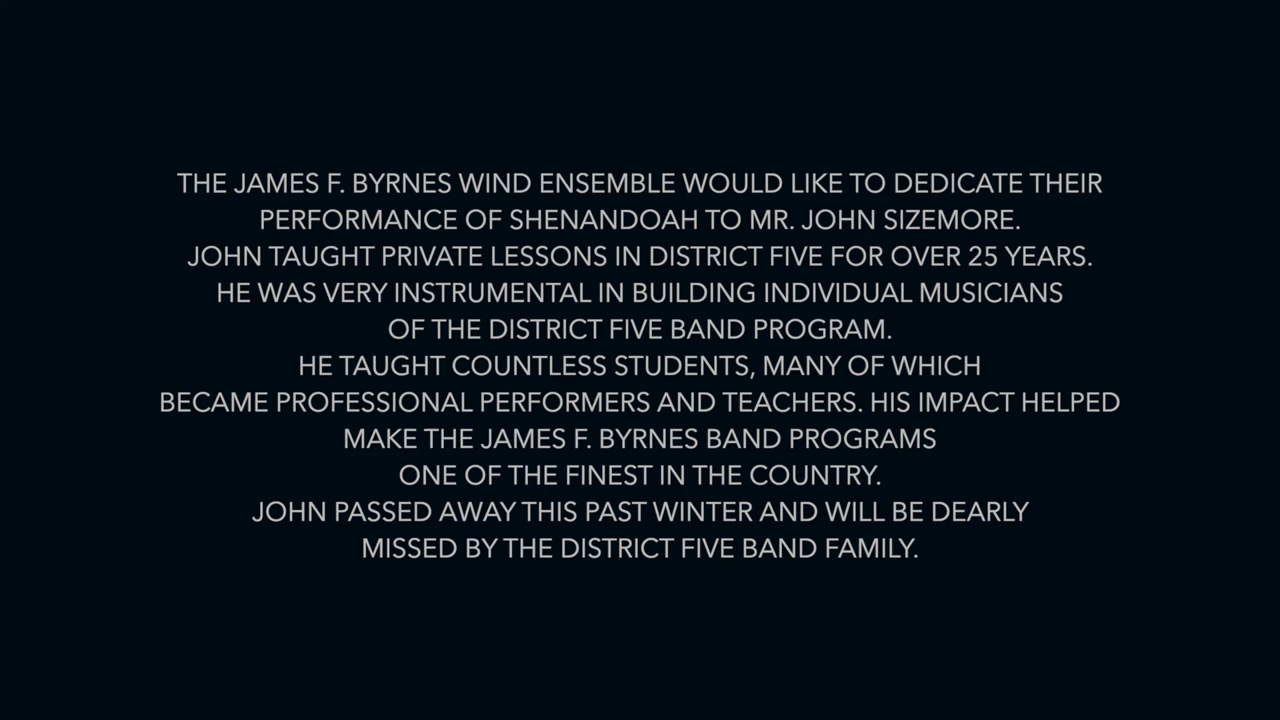 THE JAMES F. BYRNES WIND ENSEMBLE WOULD LIKE TO DEDICATE THEIR
PERFORMANCE OF SHENANDOAH TO MR. JOHN SIZEMORE.
JOHN TAUGHT PRIVATE LESSONS IN DISTRICT FIVE FOR OVER 25 YEARS.
HE WAS VERY INSTRUMENTAL IN BUILDING INDIVIDUAL MUSICIANS
OF THE DISTRICT FIVE BAND PROGRAM.
HE TAUGHT COUNTLESS STUDENTS, MANY OF WHICH
BECAME PROFESSIONAL PERFORMERS AND TEACHERS. HIS IMPACT HELPED
MAKE THE JAMES F. BYRNES BAND PROGRAMS
ONE OF THE FINEST IN THE COUNTRY.
JOHN PASSED AWAY THIS PAST WINTER AND WILL BE DEARLY
MISSED BY THE DISTRICT FIVE BAND FAMILY.